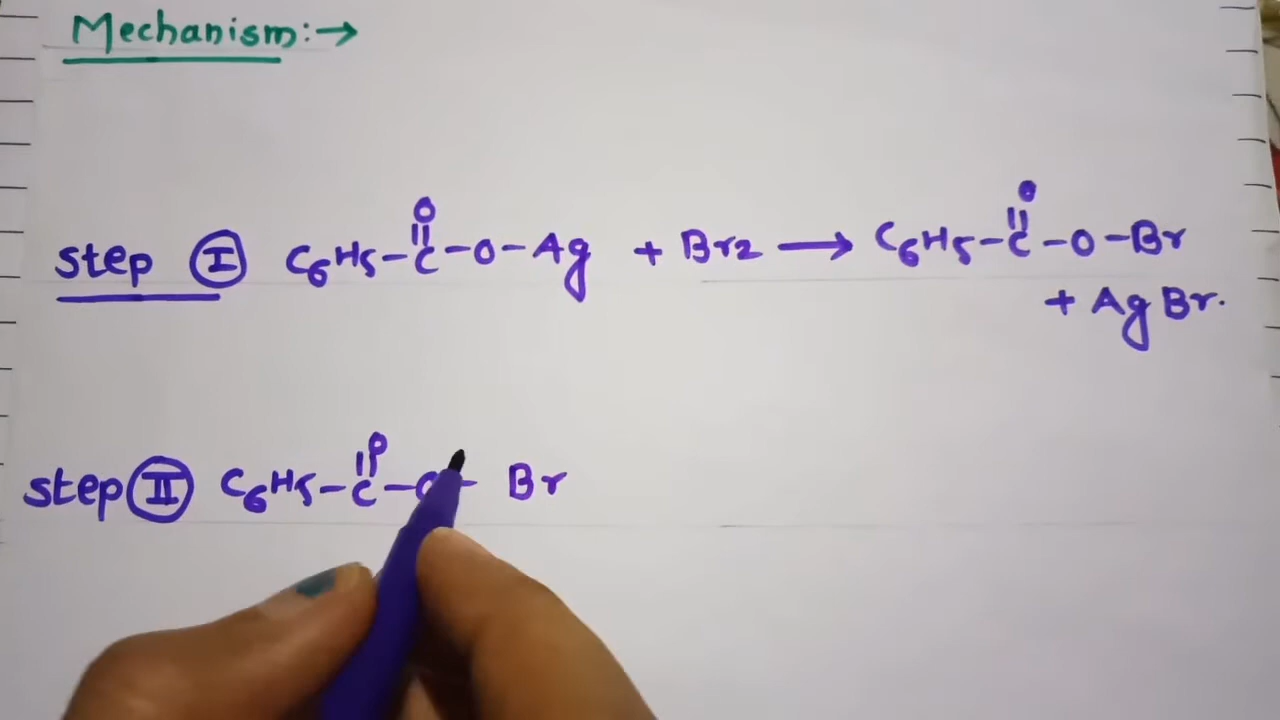 Mechanism:→
O O
step I C6H5-C-O-Ag + Br2 → C6H5-C-O-Br
+ AgBr.
O
step II C6H5-C-O- Br